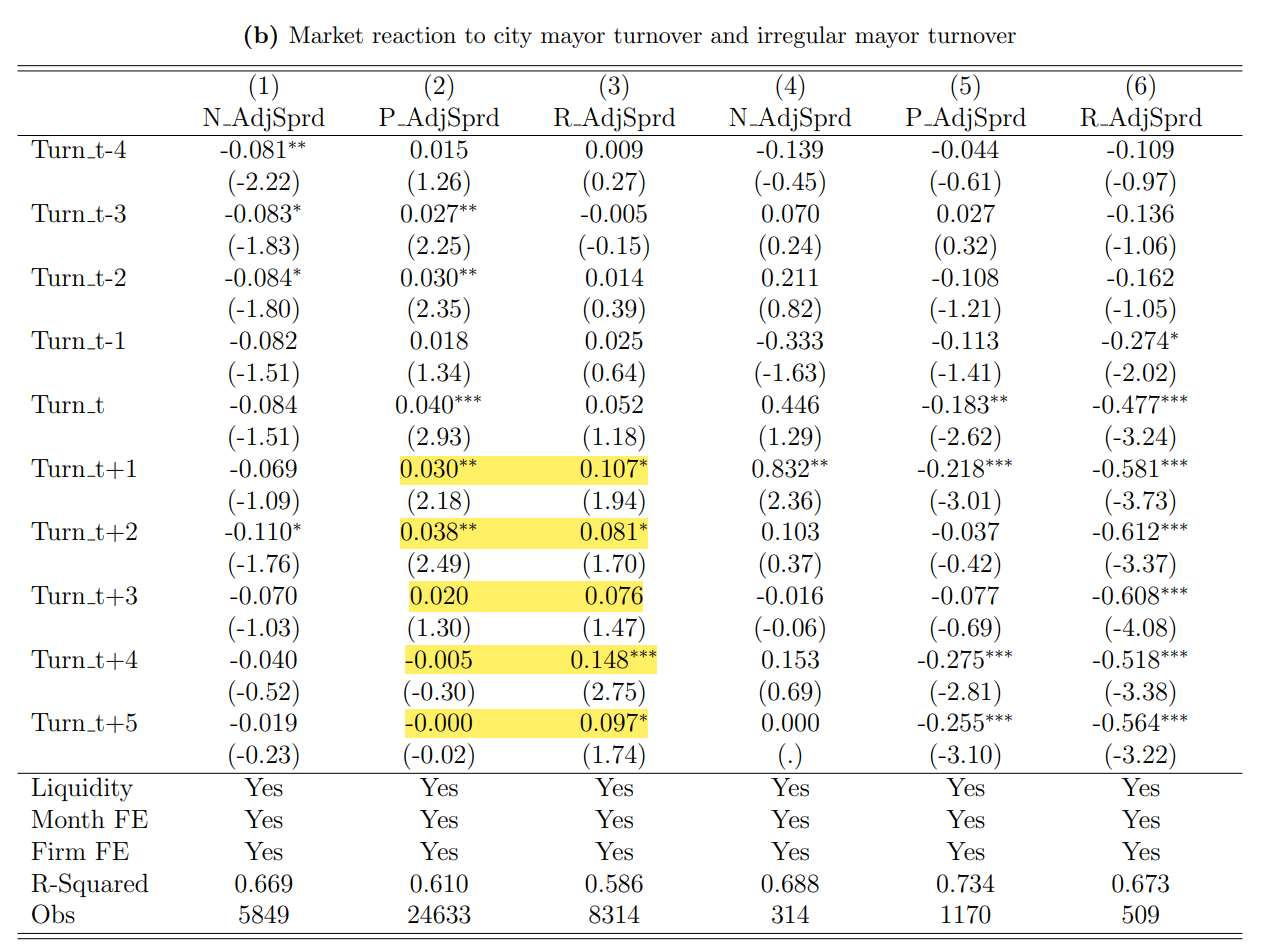 (b) Market reaction to city mayor turnover and irregular mayor turnover
(1) (2) (3) (4) (5) (6)
N_AdjSprd P_AdjSprd R_AdjSprd N_AdjSprd P_AdjSprd R_AdjSprd
Turn_t-4 -0.081** 0.015 0.009 -0.139 -0.044 -0.109
(-2.22) (1.26) (0.27) (-0.45) (-0.61) (-0.97)
Turn_t-3 -0.083* 0.027** -0.005 0.070 0.027 -0.136
(-1.83) (2.25) (-0.15) (0.24) (0.32) (-1.06)
Turn_t-2 -0.084* 0.030** 0.014 0.211 -0.108 -0.162
(-1.80) (2.35) (0.39) (0.82) (-1.21) (-1.05)
Turn_t-1 -0.082 0.018 0.025 -0.333 -0.113 -0.274*
(-1.51) (1.34) (0.64) (-1.63) (-1.41) (-2.02)
Turn_t -0.084 0.040*** 0.052 0.446 -0.183** -0.477***
(-1.51) (2.93) (1.18) (1.29) (-2.62) (-3.24)
Turn_t+1 -0.069 0.030** 0.107* 0.832** -0.218*** -0.581***
(-1.09) (2.18) (1.94) (2.36) (-3.01) (-3.73)
Turn_t+2 -0.110* 0.038** 0.081* 0.103 -0.037 -0.612***
(-1.76) (2.49) (1.70) (0.37) (-0.42) (-3.37)
Turn_t+3 -0.070 0.020 0.076 -0.016 -0.077 -0.608***
(-1.03) (1.30) (1.47) (-0.06) (-0.69) (-4.08)
Turn_t+4 -0.040 -0.005 0.148*** 0.153 -0.275*** -0.518***
(-0.52) (-0.30) (2.75) (0.69) (-2.81) (-3.38)
Turn_t+5 -0.019 -0.000 0.097* 0.000 -0.255*** -0.564***
(-0.23) (-0.02) (1.74) (.) (-3.10) (-3.22)
Liquidity Yes Yes Yes Yes Yes Yes
Month FE Yes Yes Yes Yes Yes Yes
Firm FE Yes Yes Yes Yes Yes Yes
R-Squared 0.669 0.610 0.586 0.688 0.734 0.673
Obs 5849 24633 8314 314 1170 509